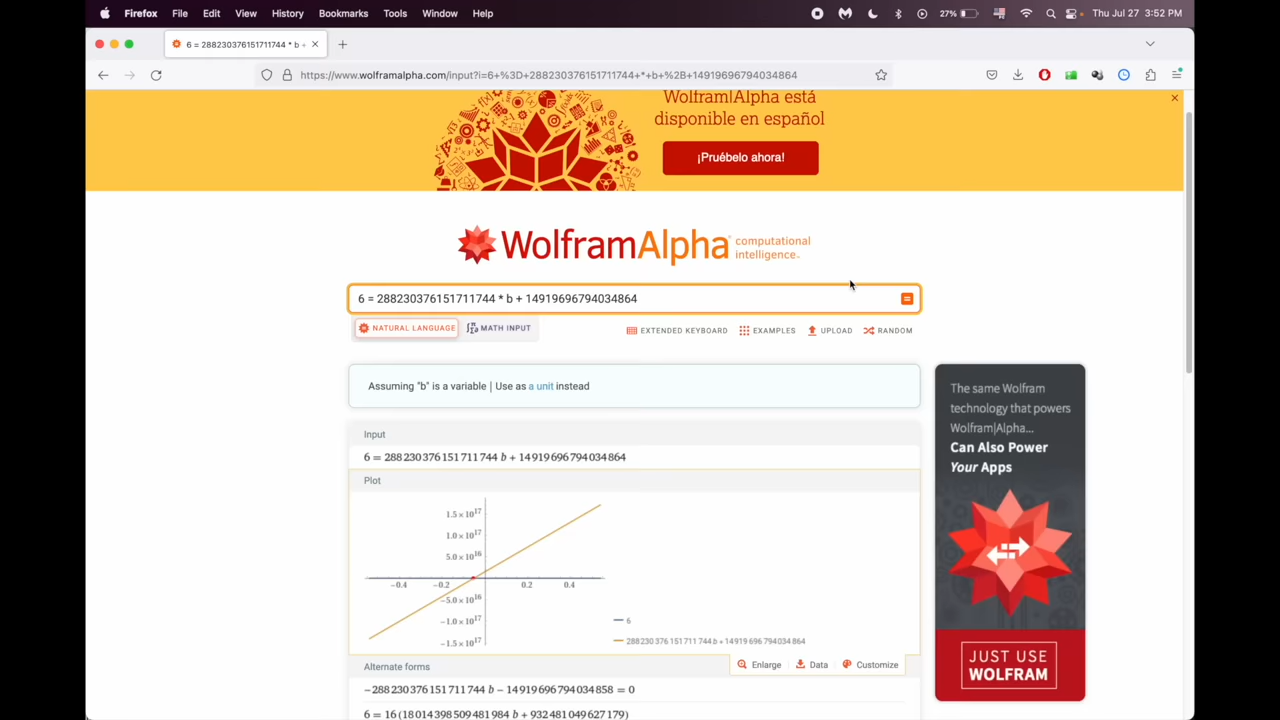 Firefox File Edit View History Bookmarks Tools Window Help
27%
Thu Jul 27 3:52 PM
6 = 288230376151711744 * b +
https://www.wolframalpha.com/input?i=6+%3D+288230376151711744+*+b+%2B+14919696794034864
Wolfram|Alpha está
disponible en español
¡Pruébelo ahora!
WolframAlpha computational
intelligence.
6 = 288230376151711744 * b + 14919696794034864
NATURAL LANGUAGE MATH INPUT EXTENDED KEYBOARD EXAMPLES UPLOAD RANDOM
Assuming "b" is a variable | Use as a unit instead
Input
6 = 288 230 376 151 711 744 b + 14 919 696 794 034 864
Plot
1.5×10¹⁷
1.0×10¹⁷
5.0×10¹⁶
-0.4 -0.2 0.2 0.4
-5.0×10¹⁶
-1.0×10¹⁷
-1.5×10¹⁷
6
288 230 376 151 711 744 b + 14 919 696 794 034 864
Enlarge Data Customize
Alternate forms
-288 230 376 151 711 744 b - 14 919 696 794 034 858 = 0
6 = 16 (18 014 398 509 481 984 b + 932 481 049 627 179)
The same Wolfram
technology that powers
Wolfram|Alpha...
Can Also Power
Your Apps
JUST USE
WOLFRAM